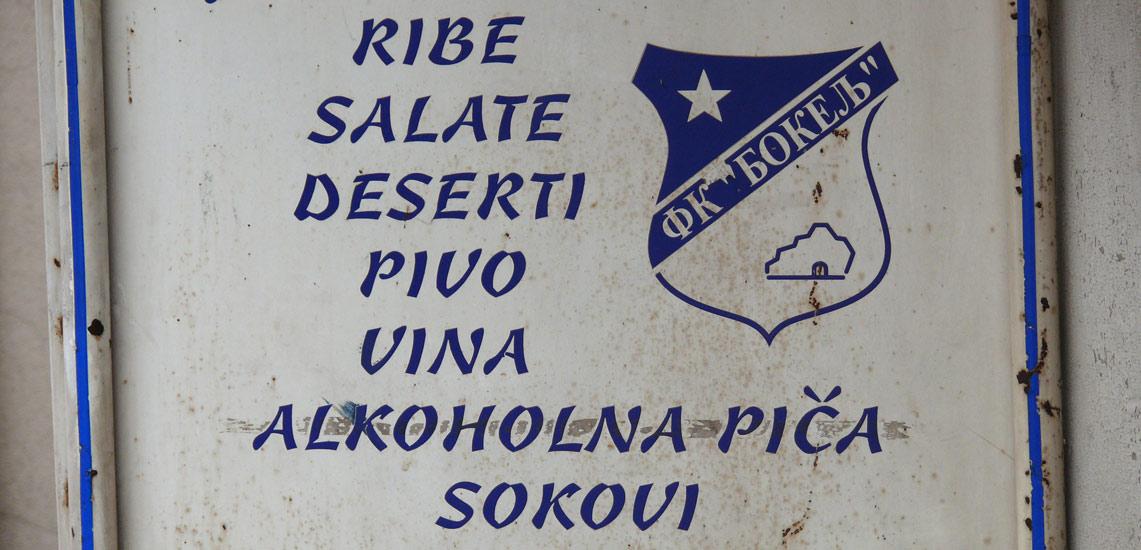 RIBE
SALATE
DESERTI
PIVO
VINA
ALKOHOLNA PIČA
SOKOVI
ФК "БОКЕЉ"